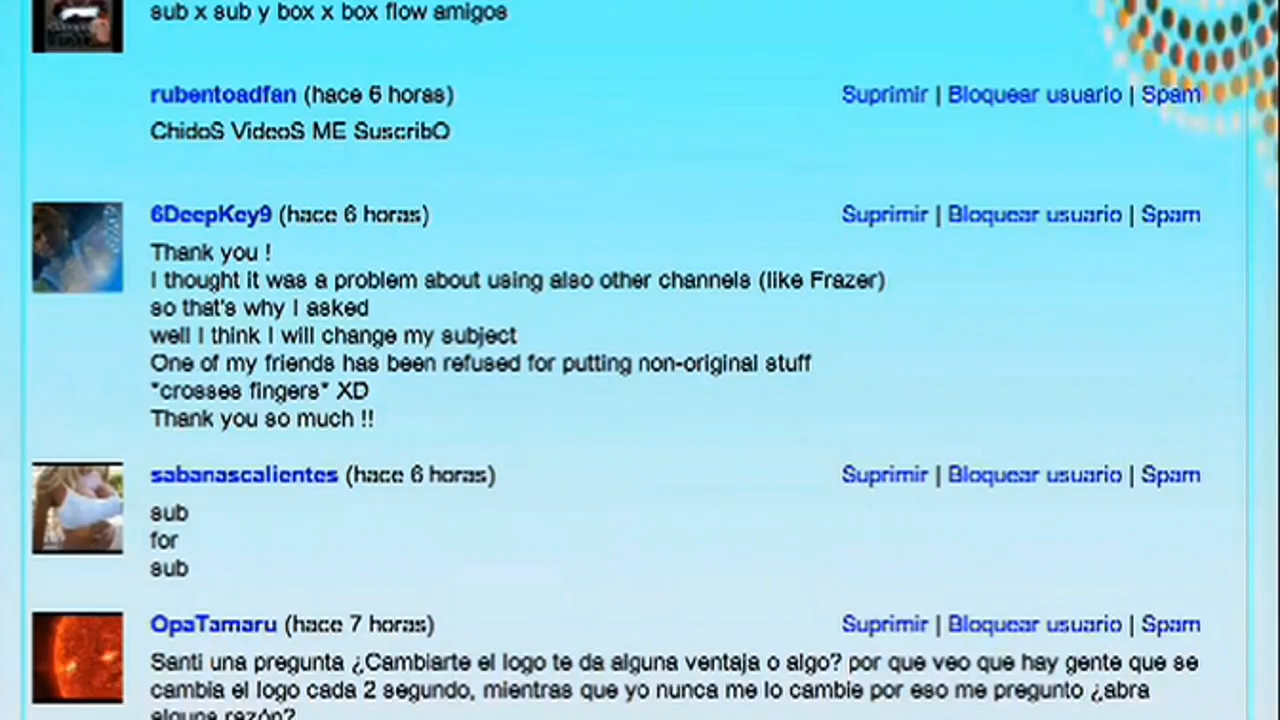 sub x sub y box x box flow amigos
rubentoadfan (hace 6 horas) Suprimir | Bloquear usuario | Spam
ChidoS VideoS ME SuscribO
6DeepKey9 (hace 6 horas) Suprimir | Bloquear usuario | Spam
Thank you !
I thought it was a problem about using also other channels (like Frazer)
so that's why I asked
well I think I will change my subject
One of my friends has been refused for putting non-original stuff
*crosses fingers* XD
Thank you so much !!
sabanascalientes (hace 6 horas) Suprimir | Bloquear usuario | Spam
sub
for
sub
OpaTamaru (hace 7 horas) Suprimir | Bloquear usuario | Spam
Santi una pregunta ¿Cambiarte el logo te da alguna ventaja o algo? por que veo que hay gente que se
cambia el logo cada 2 segundo, mientras que yo nunca me lo cambie por eso me pregunto ¿abra
alguna razón?